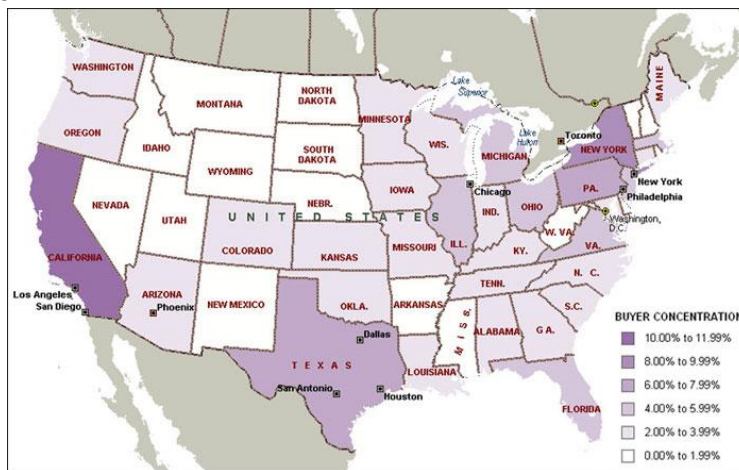 WASHINGTON
MONTANA
NORTH
DAKOTA
MINNESOTA
Lake
Superior
MAINE
OREGON
IDAHO
SOUTH
DAKOTA
WIS.
Lake
Huron
Toronto
MICHIGAN
NEW YORK
WYOMING
IOWA
Chicago
New York
PA.
Philadelphia
NEBR.
NEVADA
UTAH
UNITED STATES
ILL.
IND.
OHIO
Washington,
D.C.
W. VA.
VA.
COLORADO
KANSAS
MISSOURI
KY.
CALIFORNIA
Los Angeles
San Diego
ARIZONA
Phoenix
NEW MEXICO
OKLA.
ARKANSAS
TENN.
N. C.
S.C.
MISS.
ALABAMA
GA.
Dallas
TEXAS
LOUISIANA
San Antonio
Houston
FLORIDA
BUYER CONCENTRATION
10.00% to 11.99%
8.00% to 9.99%
6.00% to 7.99%
4.00% to 5.99%
2.00% to 3.99%
0.00% to 1.99%